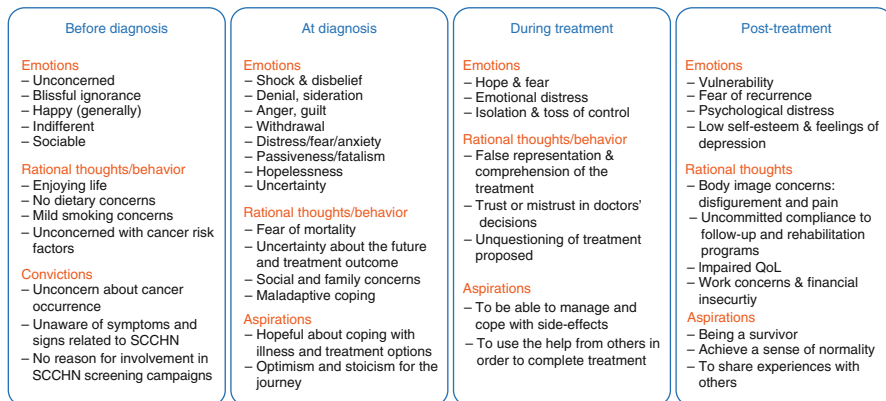 Before diagnosis
Emotions
– Unconcerned
– Blissful ignorance
– Happy (generally)
– Indifferent
– Sociable
Rational thoughts/behavior
– Enjoying life
– No dietary concerns
– Mild smoking concerns
– Unconcerned with cancer risk
factors
Convictions
– Unconcern about cancer
occurrence
– Unaware of symptoms and
signs related to SCCHN
– No reason for involvement in
SCCHN screening campaigns
At diagnosis
Emotions
– Shock & disbelief
– Denial, sideration
– Anger, guilt
– Withdrawal
– Distress/fear/anxiety
– Passiveness/fatalism
– Hopelessness
– Uncertainty
Rational thoughts/behavior
– Fear of mortality
– Uncertainty about the future
and treatment outcome
– Social and family concerns
– Maladaptive coping
Aspirations
– Hopeful about coping with
illness and treatment options
– Optimism and stoicism for the
journey
During treatment
Emotions
– Hope & fear
– Emotional distress
– Isolation & toss of control
Rational thoughts/behavior
– False representation &
comprehension of the
treatment
– Trust or mistrust in doctors’
decisions
– Unquestioning of treatment
proposed
Aspirations
– To be able to manage and
cope with side-effects
– To use the help from others in
order to complete treatment
Post-treatment
Emotions
– Vulnerability
– Fear of recurrence
– Psychological distress
– Low self-esteem & feelings of
depression
Rational thoughts
– Body image concerns:
disfigurement and pain
– Uncommitted compliance to
follow-up and rehabilitation
programs
– Impaired QoL
– Work concerns & financial
insecurtiy
Aspirations
– Being a survivor
– Achieve a sense of normality
– To share experiences with
others